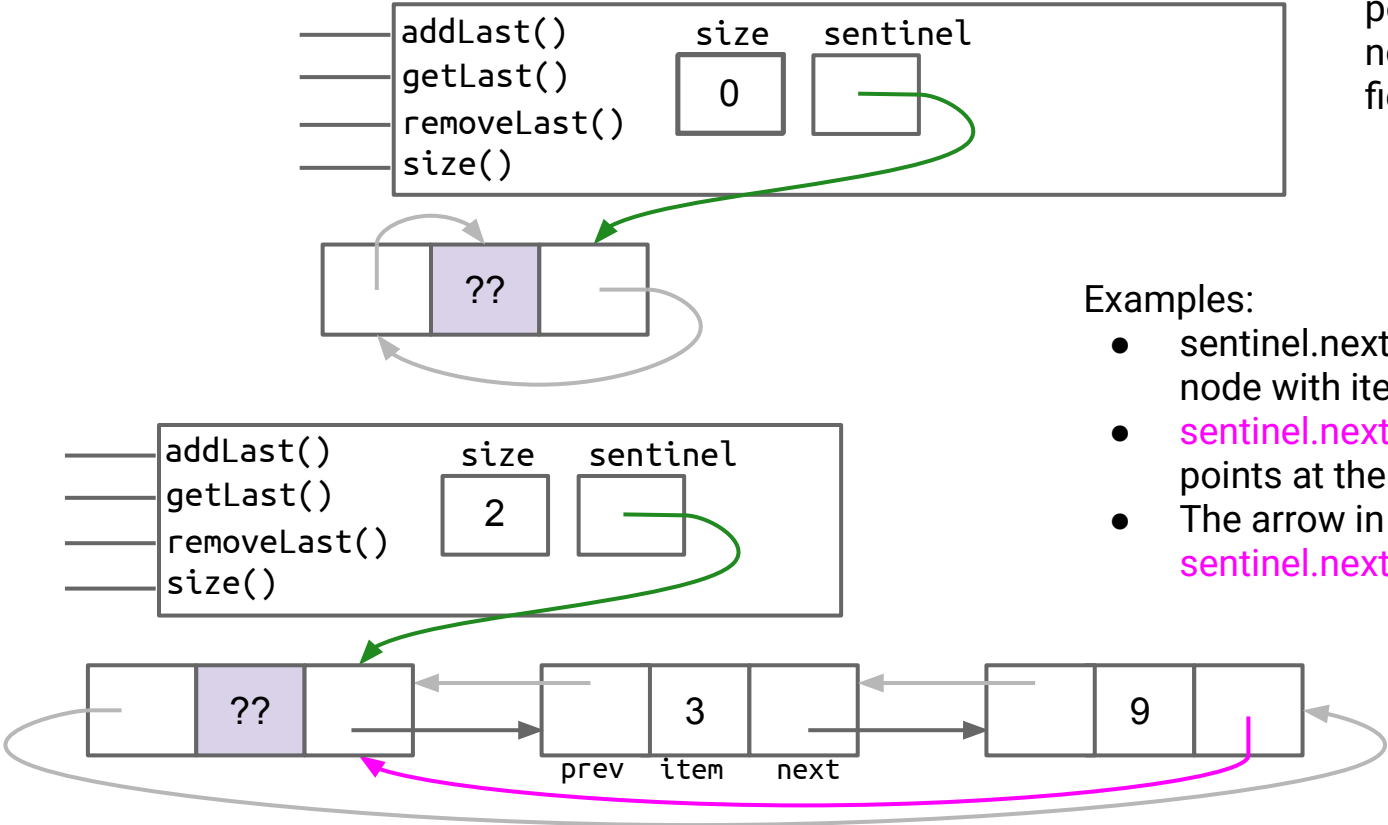 addLast()
getLast()
removeLast()
size()
size sentinel
0
??
Examples:
● sentinel.next
node with
● sentinel.next
points at the
● The arrow in
sentinel.next
addLast()
getLast()
removeLast()
size()
size sentinel
2
?? 3 9
prev item next